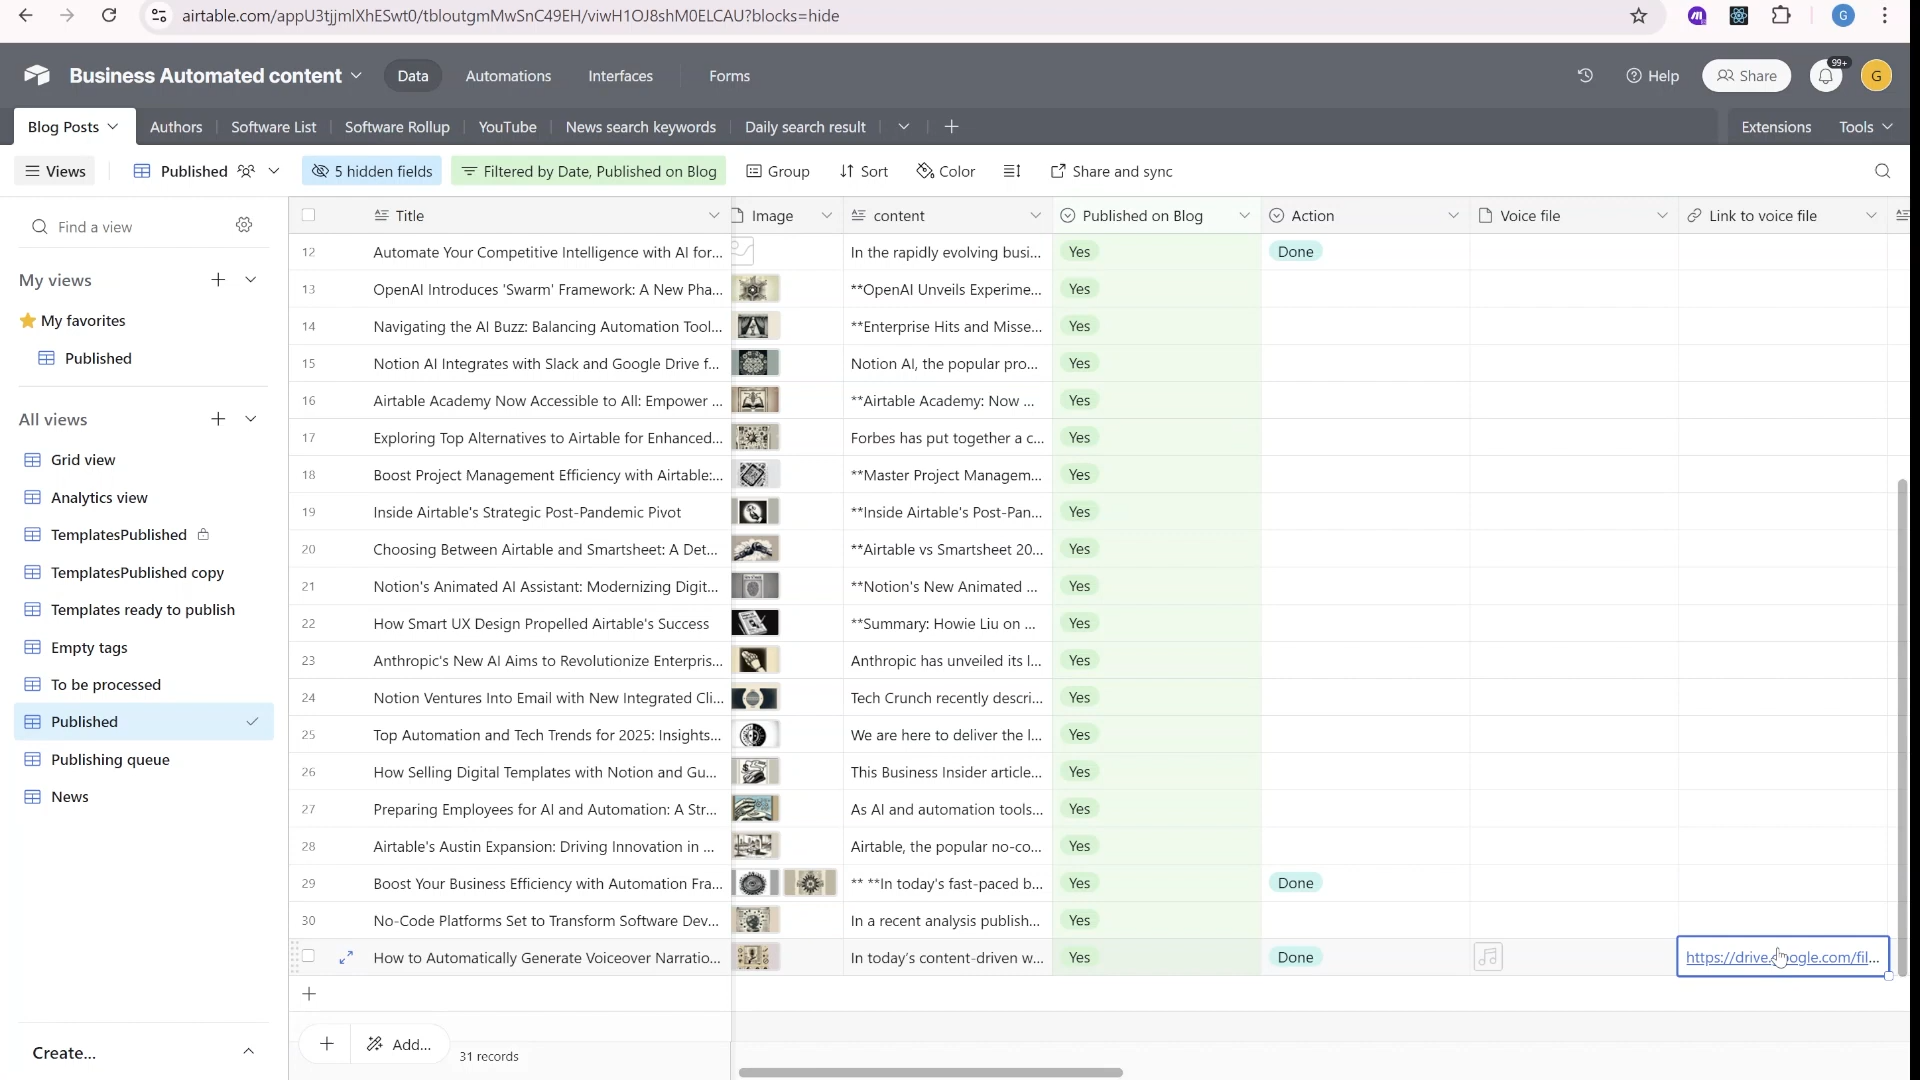 airtable.com/appU3tjjmlXhESwt0/tbloutgmMwSnC49EH/viwH1OJ8shM0ELCAU?blocks=hide
G
Business Automated content
Data
Automations
Interfaces
Forms
Help
Share
99+
G
Blog Posts
Authors
Software List
Software Rollup
YouTube
News search keywords
Daily search result
Extensions
Tools
Views
Published
5 hidden fields
Filtered by Date, Published on Blog
Group
Sort
Color
Share and sync
Find a view
My views
My favorites
Published
All views
Grid view
Analytics view
TemplatesPublished
TemplatesPublished copy
Templates ready to publish
Empty tags
To be processed
Published
Publishing queue
News
Create...
Title Image content Published on Blog Action Voice file Link to voice file
12 Automate Your Competitive Intelligence with AI for... In the rapidly evolving busi... Yes Done
13 OpenAI Introduces 'Swarm' Framework: A New Pha... **OpenAI Unveils Experime... Yes
14 Navigating the AI Buzz: Balancing Automation Tool... **Enterprise Hits and Misse... Yes
15 Notion AI Integrates with Slack and Google Drive f... Notion AI, the popular pro... Yes
16 Airtable Academy Now Accessible to All: Empower ... **Airtable Academy: Now ... Yes
17 Exploring Top Alternatives to Airtable for Enhanced... Forbes has put together a c... Yes
18 Boost Project Management Efficiency with Airtable:... **Master Project Managem... Yes
19 Inside Airtable's Strategic Post-Pandemic Pivot **Inside Airtable's Post-Pan... Yes
20 Choosing Between Airtable and Smartsheet: A Det... **Airtable vs Smartsheet 20... Yes
21 Notion's Animated AI Assistant: Modernizing Digit... **Notion's New Animated ... Yes
22 How Smart UX Design Propelled Airtable's Success **Summary: Howie Liu on ... Yes
23 Anthropic's New AI Aims to Revolutionize Enterpris... Anthropic has unveiled its l... Yes
24 Notion Ventures Into Email with New Integrated Cli... Tech Crunch recently descri... Yes
25 Top Automation and Tech Trends for 2025: Insights... We are here to deliver the l... Yes
26 How Selling Digital Templates with Notion and Gu... This Business Insider article... Yes
27 Preparing Employees for AI and Automation: A Str... As AI and automation tools... Yes
28 Airtable's Austin Expansion: Driving Innovation in ... Airtable, the popular no-co... Yes
29 Boost Your Business Efficiency with Automation Fra... ** **In today's fast-paced b... Yes Done
30 No-Code Platforms Set to Transform Software Dev... In a recent analysis publish... Yes
How to Automatically Generate Voiceover Narratio... In today's content-driven w... Yes Done https://drive.google.com/fil...
Add...
31 records